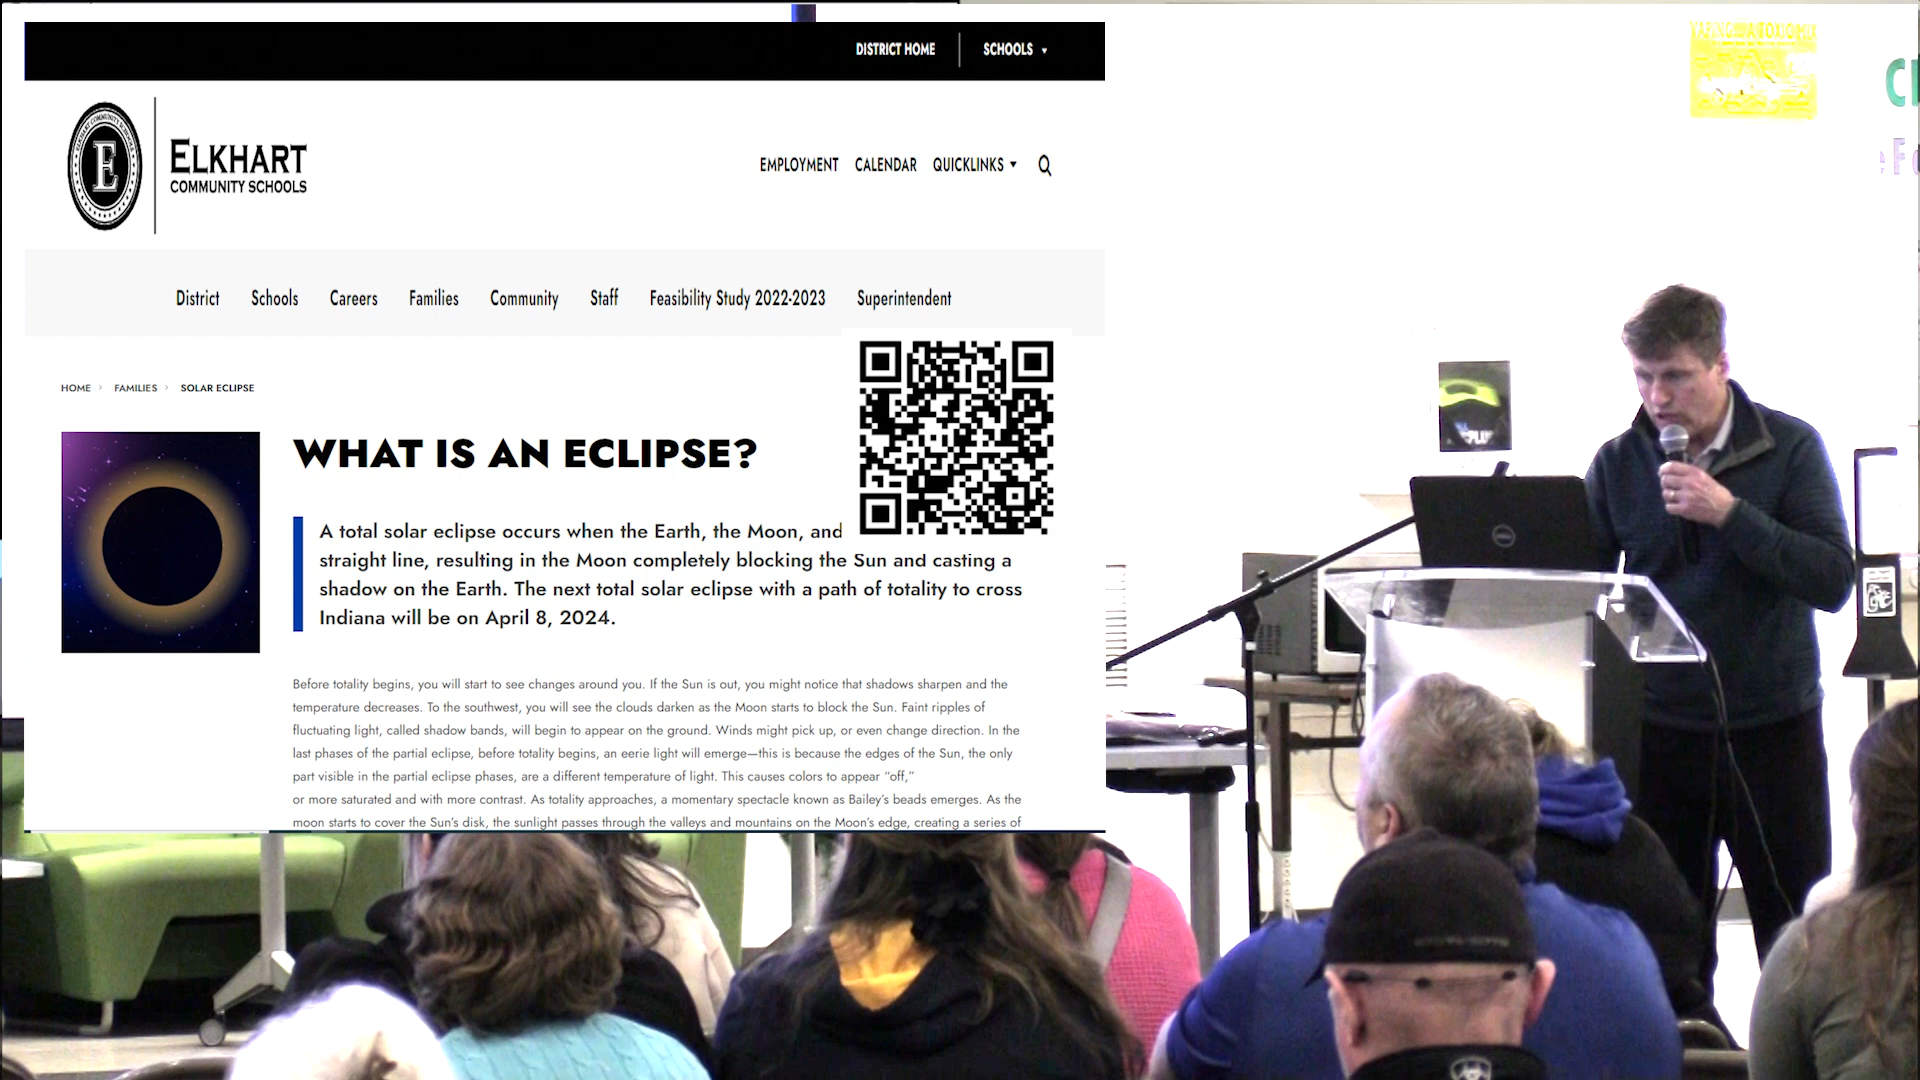 DISTRICT HOME
SCHOOLS
ELKHART COMMUNITY SCHOOLS
E
ELKHART
COMMUNITY SCHOOLS
EMPLOYMENT CALENDAR QUICKLINKS
District Schools Careers Families Community Staff Feasibility Study 2022-2023 Superintendent
HOME > FAMILIES > SOLAR ECLIPSE
WHAT IS AN ECLIPSE?
A total solar eclipse occurs when the Earth, the Moon, and
straight line, resulting in the Moon completely blocking the Sun and casting a
shadow on the Earth. The next total solar eclipse with a path of totality to cross
Indiana will be on April 8, 2024.
Before totality begins, you will start to see changes around you. If the Sun is out, you might notice that shadows sharpen and the
temperature decreases. To the southwest, you will see the clouds darken as the Moon starts to block the Sun. Faint ripples of
fluctuating light, called shadow bands, will begin to appear on the ground. Winds might pick up, or even change direction. In the
last phases of the partial eclipse, before totality begins, an eerie light will emerge—this is because the edges of the Sun, the only
part visible in the partial eclipse phases, are a different temperature of light. This causes colors to appear “off,”
or more saturated and with more contrast. As totality approaches, a momentary spectacle known as Bailey’s beads emerges. As the
moon starts to cover the Sun’s disk, the sunlight passes through the valleys and mountains on the Moon’s edge, creating a series of
DELL